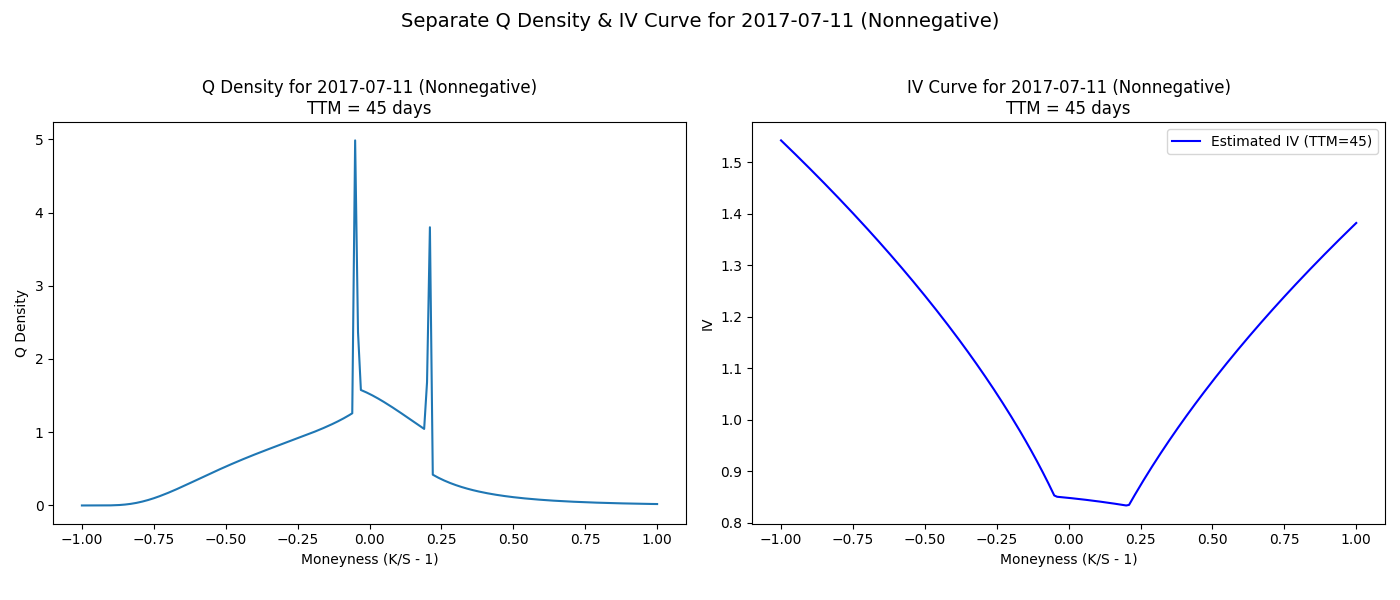 Separate Q Density & IV Curve for 2017-07-11 (Nonnegative)
Q Density for 2017-07-11 (Nonnegative)
TTM = 45 days
Q Density
5
4
3
2
1
0
−1.00 −0.75 −0.50 −0.25 0.00 0.25 0.50 0.75 1.00
Moneyness (K/S - 1)
IV Curve for 2017-07-11 (Nonnegative)
TTM = 45 days
Estimated IV (TTM=45)
IV
1.5
1.4
1.3
1.2
1.1
1.0
0.9
0.8
−1.00 −0.75 −0.50 −0.25 0.00 0.25 0.50 0.75 1.00
Moneyness (K/S - 1)